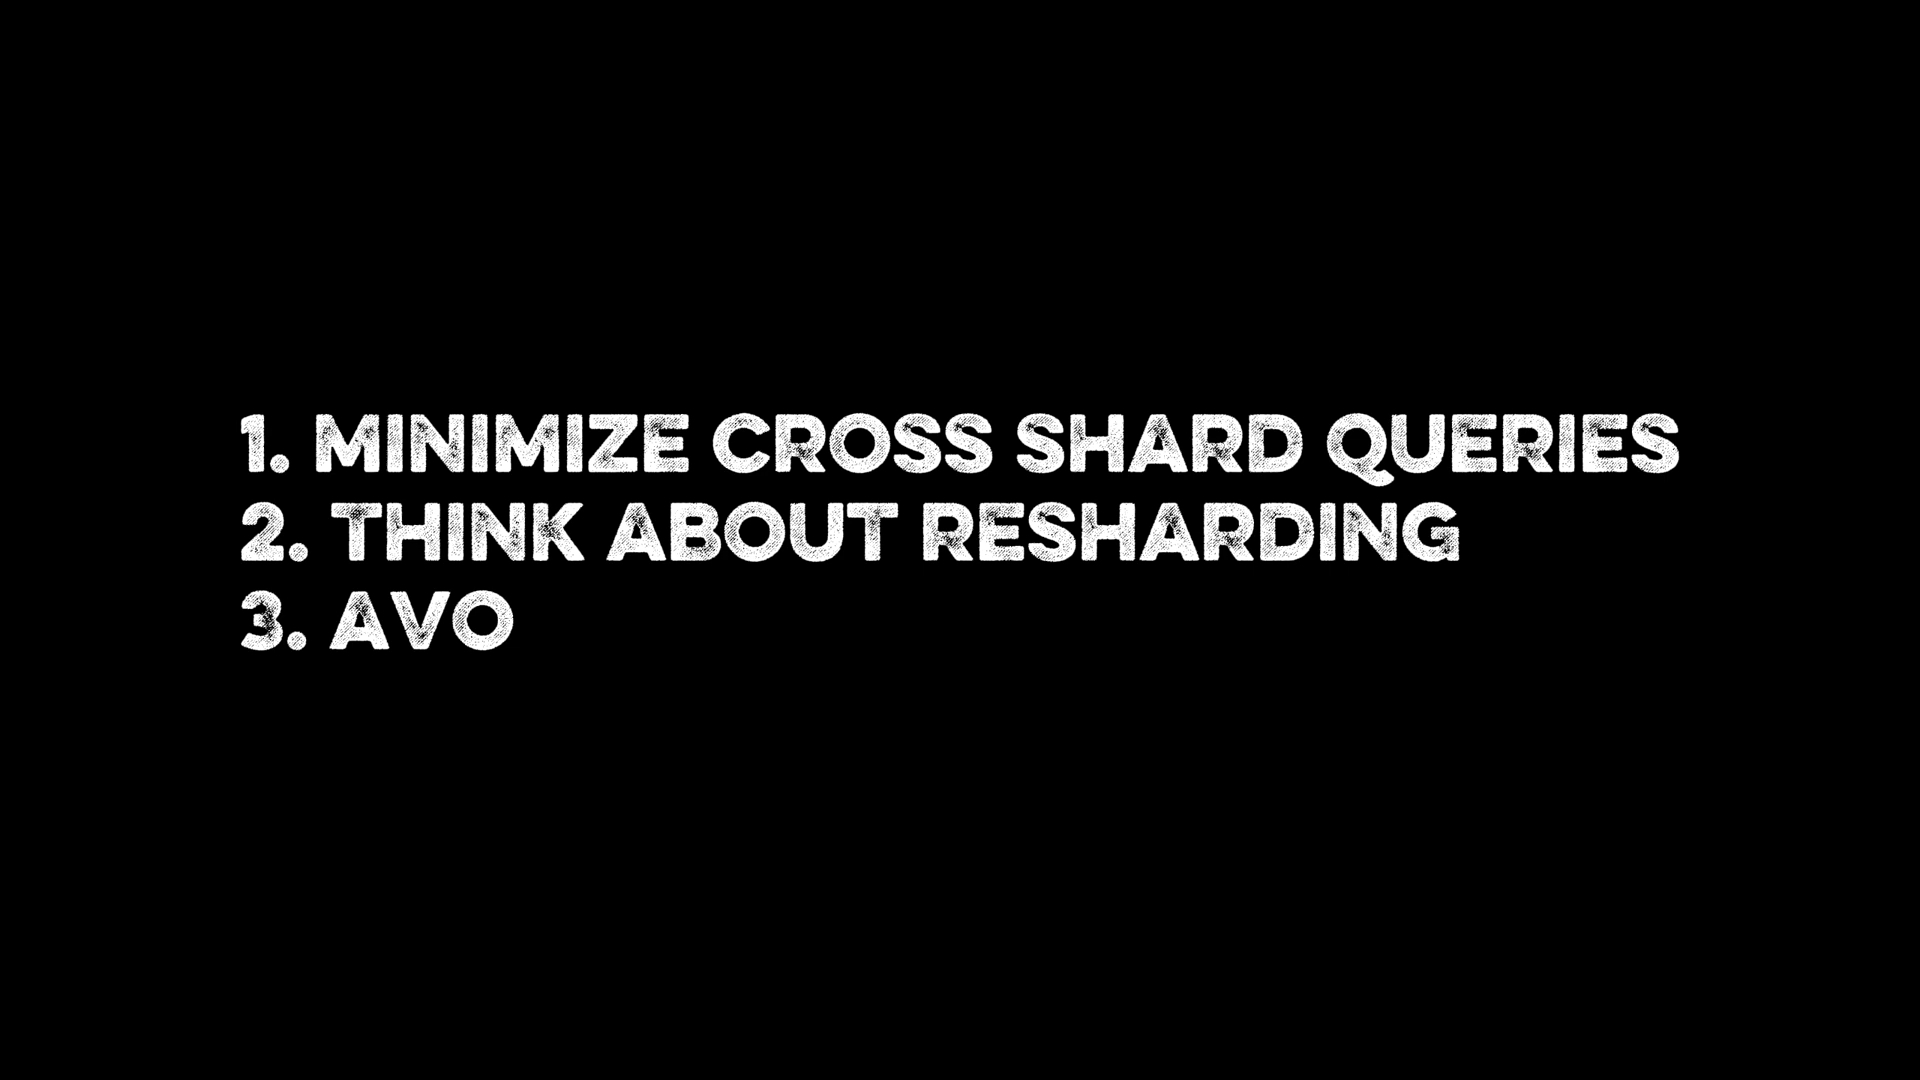 1. MINIMIZE CROSS SHARD QUERIES
2. THINK ABOUT RESHARDING
3. AVO